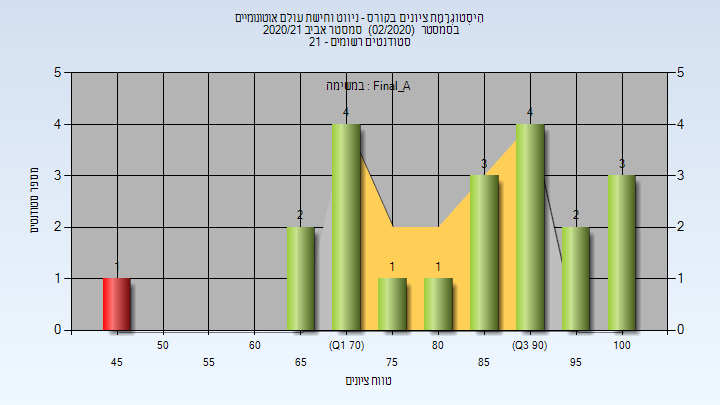 היסטוגרמת ציונים בקורס - ניווט וחישת עולם אוטונומיים
בסמסטר (02/2020) סמסטר אביב 2020/21
סטודנטים רשומים - 21
במשימה : Final_A
מספר סטודנטים
5 5
4 4
3 3
2 2
1 1
0 0
1 2 4 1 1 3 4 2 3
50 60 (Q1 70) 80 (Q3 90) 100
45 55 65 75 85 95
טווח ציונים